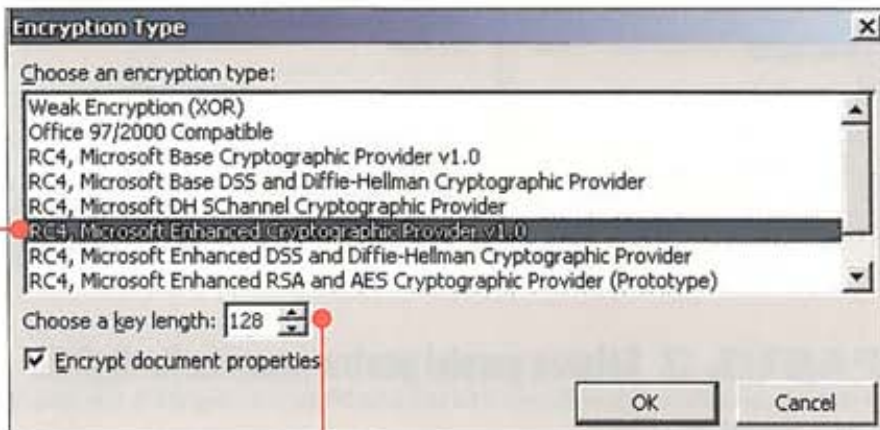 Encryption Type
Choose an encryption type:
Weak Encryption (XOR)
Office 97/2000 Compatible
RC4, Microsoft Base Cryptographic Provider v1.0
RC4, Microsoft Base DSS and Diffie-Hellman Cryptographic Provider
RC4, Microsoft DH SChannel Cryptographic Provider
RC4, Microsoft Enhanced Cryptographic Provider v1.0
RC4, Microsoft Enhanced DSS and Diffie-Hellman Cryptographic Provider
RC4, Microsoft Enhanced RSA and AES Cryptographic Provider (Prototype)
Choose a key length: 128
Encrypt document properties
OK Cancel